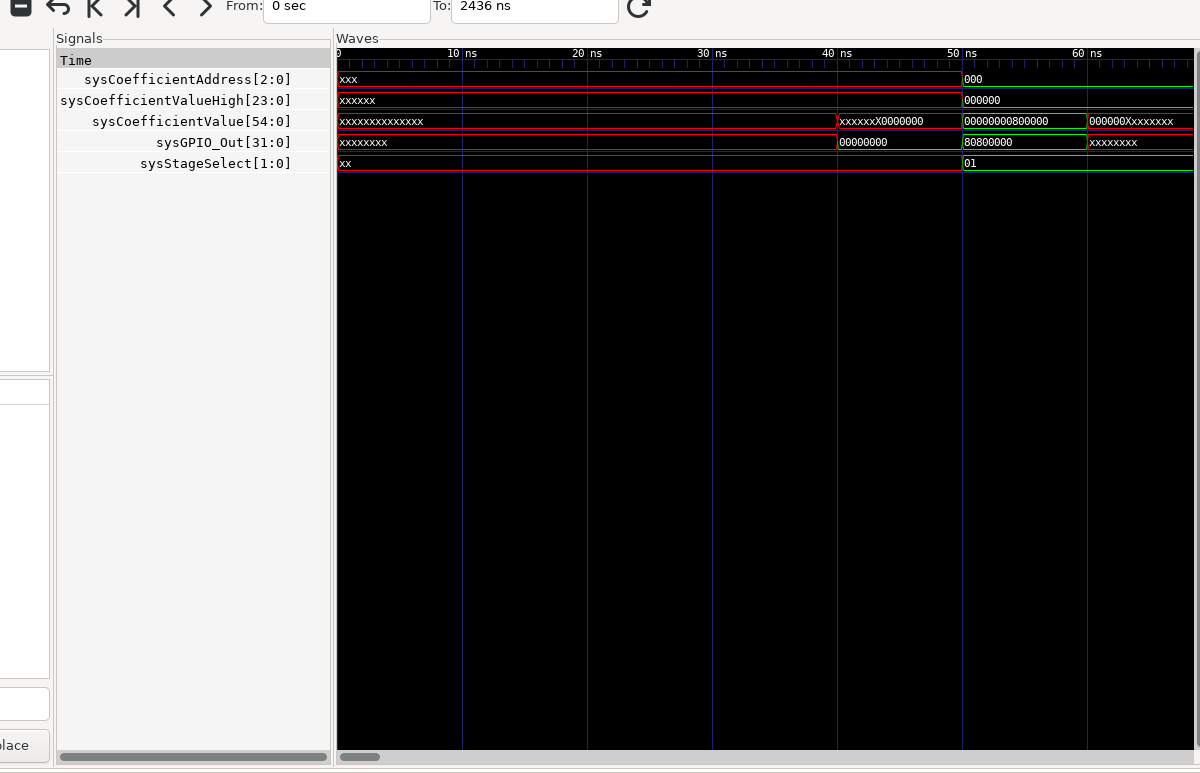 From: 0 sec To: 2436 ns
Signals
Waves
Time
0 10 ns 20 ns 30 ns 40 ns 50 ns 60 ns
sysCoefficientAddress[2:0] xxx 000
sysCoefficientValueHigh[23:0] xxxxxx 000000
sysCoefficientValue[54:0] xxxxxxxxxxxxxx xxxxxxX0000000 00000000800000 000000Xxxxxxxx
sysGPIO_Out[31:0] xxxxxxxx 00000000 80800000 xxxxxxxx
sysStageSelect[1:0] xx 01
place